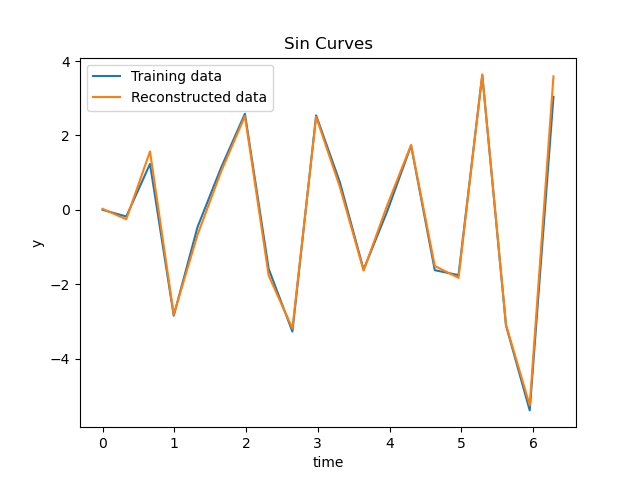 Sin Curves
Training data
Reconstructed data
4
2
0
−2
−4
y
0 1 2 3 4 5 6
time